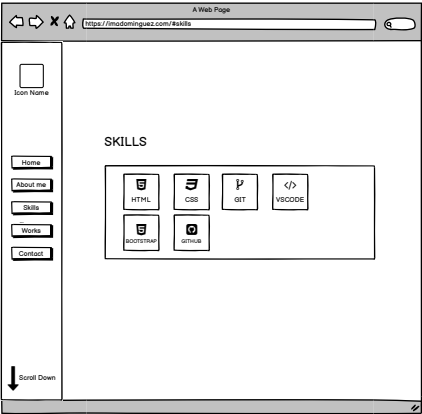 A Web Page
https://imadominguez.com/#skills
Icon Name
Home
About me
Skills
Works
Contact
Scroll Down
SKILLS
HTML
CSS
GIT
VSCODE
BOOTSTRAP
GITHUB